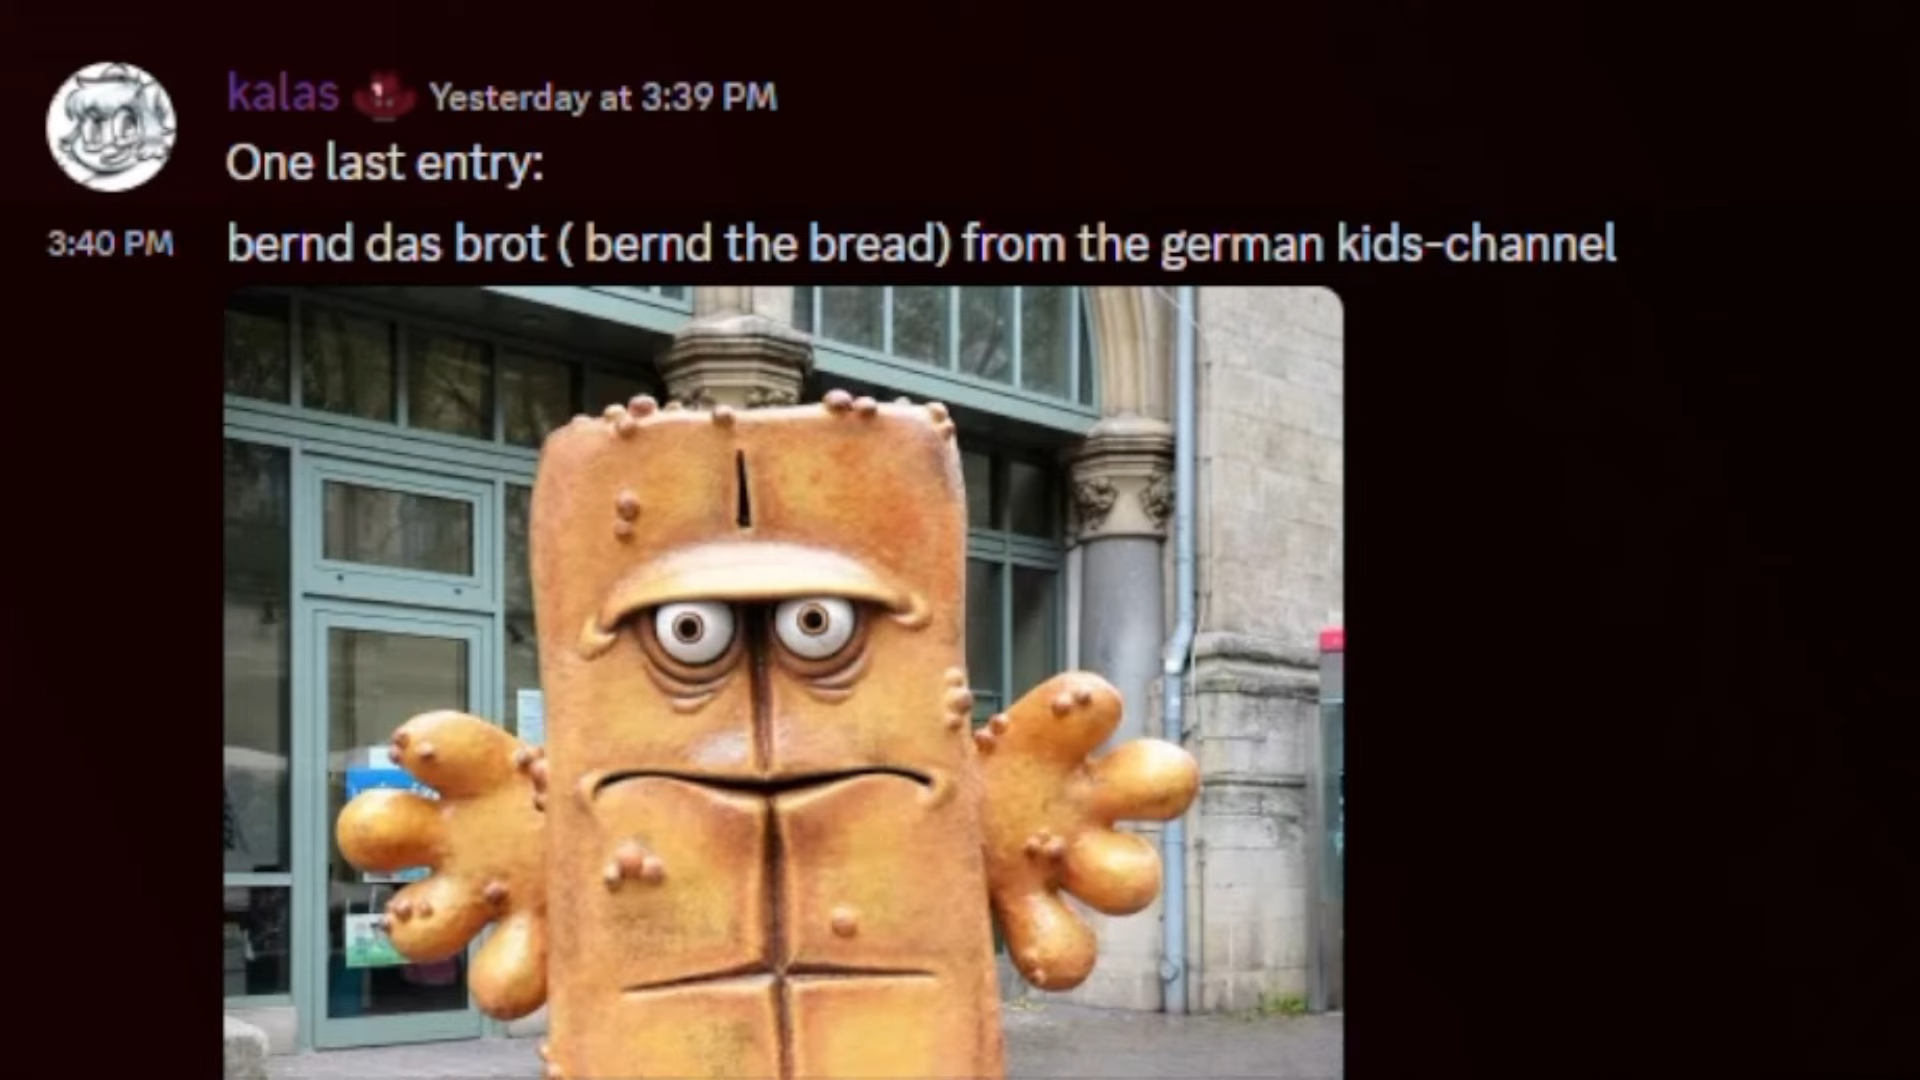 kalas Yesterday at 3:39 PM
One last entry:
3:40 PM bernd das brot ( bernd the bread) from the german kids-channel